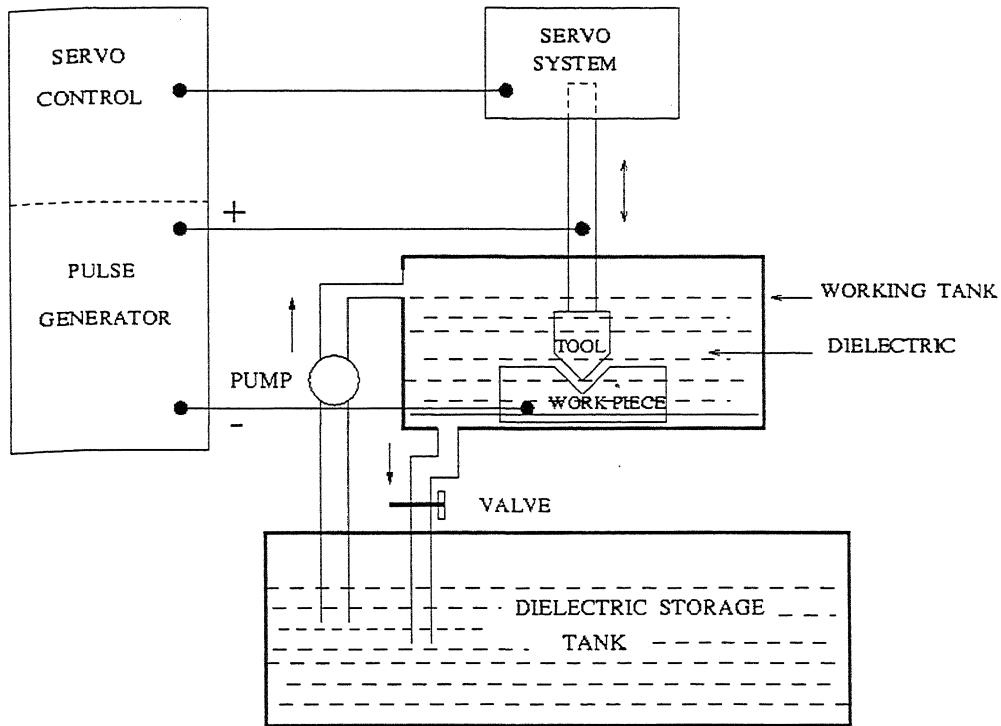 SERVO
CONTROL
SERVO
SYSTEM
+
PULSE
GENERATOR
WORKING TANK
TOOL
DIELECTRIC
PUMP
WORK PIECE
-
VALVE
DIELECTRIC STORAGE
TANK